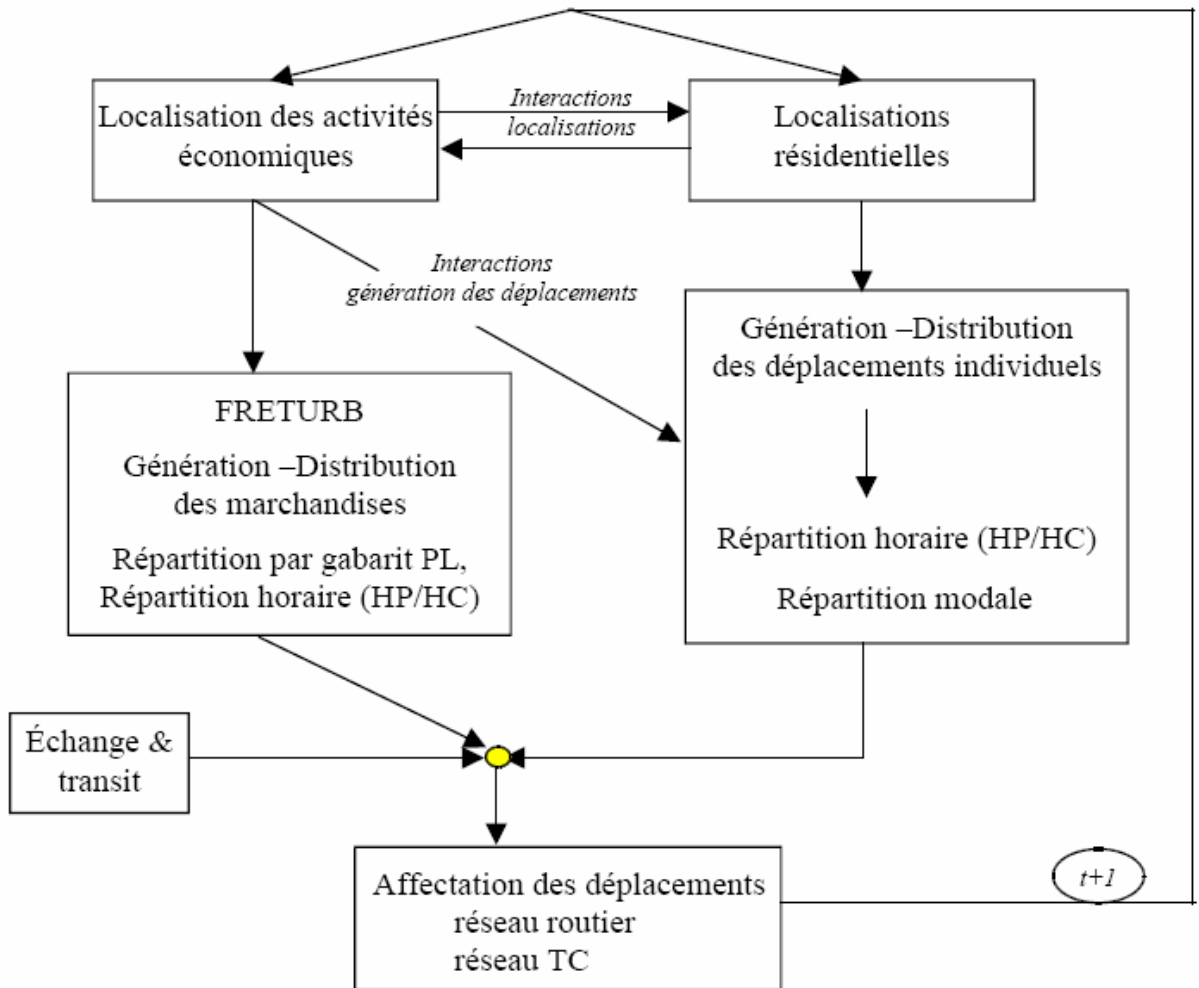 Localisation des activités
économiques
Interactions
localisations
Localisations
résidentielles
Interactions
génération des déplacements
Génération –Distribution
des déplacements individuels
Répartition horaire (HP/HC)
Répartition modale
FRETURB
Génération –Distribution
des marchandises
Répartition par gabarit PL,
Répartition horaire (HP/HC)
Échange &
transit
Affectation des déplacements
réseau routier
réseau TC
t+1